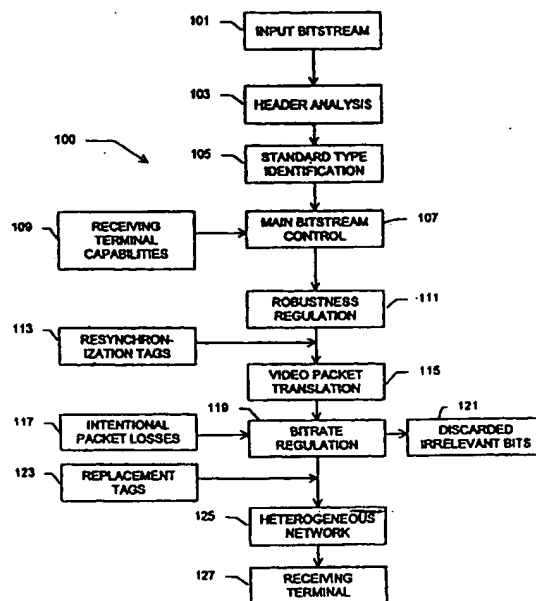 101
INPUT BITSTREAM
103
HEADER ANALYSIS
100
105
STANDARD TYPE
IDENTIFICATION
109
RECEIVING
TERMINAL
CAPABILITIES
MAIN BITSTREAM
CONTROL
107
ROBUSTNESS
REGULATION
111
113
RESYNCHRON-
IZATION TAGS
VIDEO PACKET
TRANSLATION
115
117
INTENTIONAL
PACKET LOSSES
119
BITRATE
REGULATION
121
DISCARDED
IRRELEVANT BITS
123
REPLACEMENT
TAGS
125
HETEROGENEOUS
NETWORK
127
RECEIVING
TERMINAL